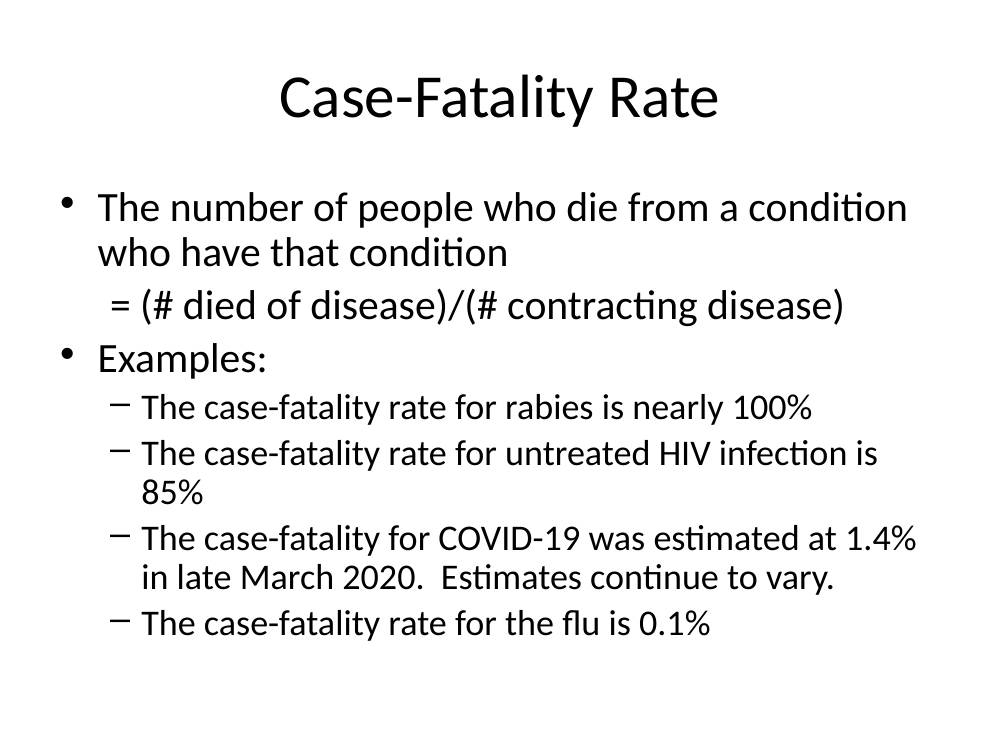 Case-Fatality Rate
• The number of people who die from a condition
who have that condition
= (# died of disease)/(# contracting disease)
• Examples:
– The case-fatality rate for rabies is nearly 100%
– The case-fatality rate for untreated HIV infection is
85%
– The case-fatality for COVID-19 was estimated at 1.4%
in late March 2020.  Estimates continue to vary.
– The case-fatality rate for the flu is 0.1%